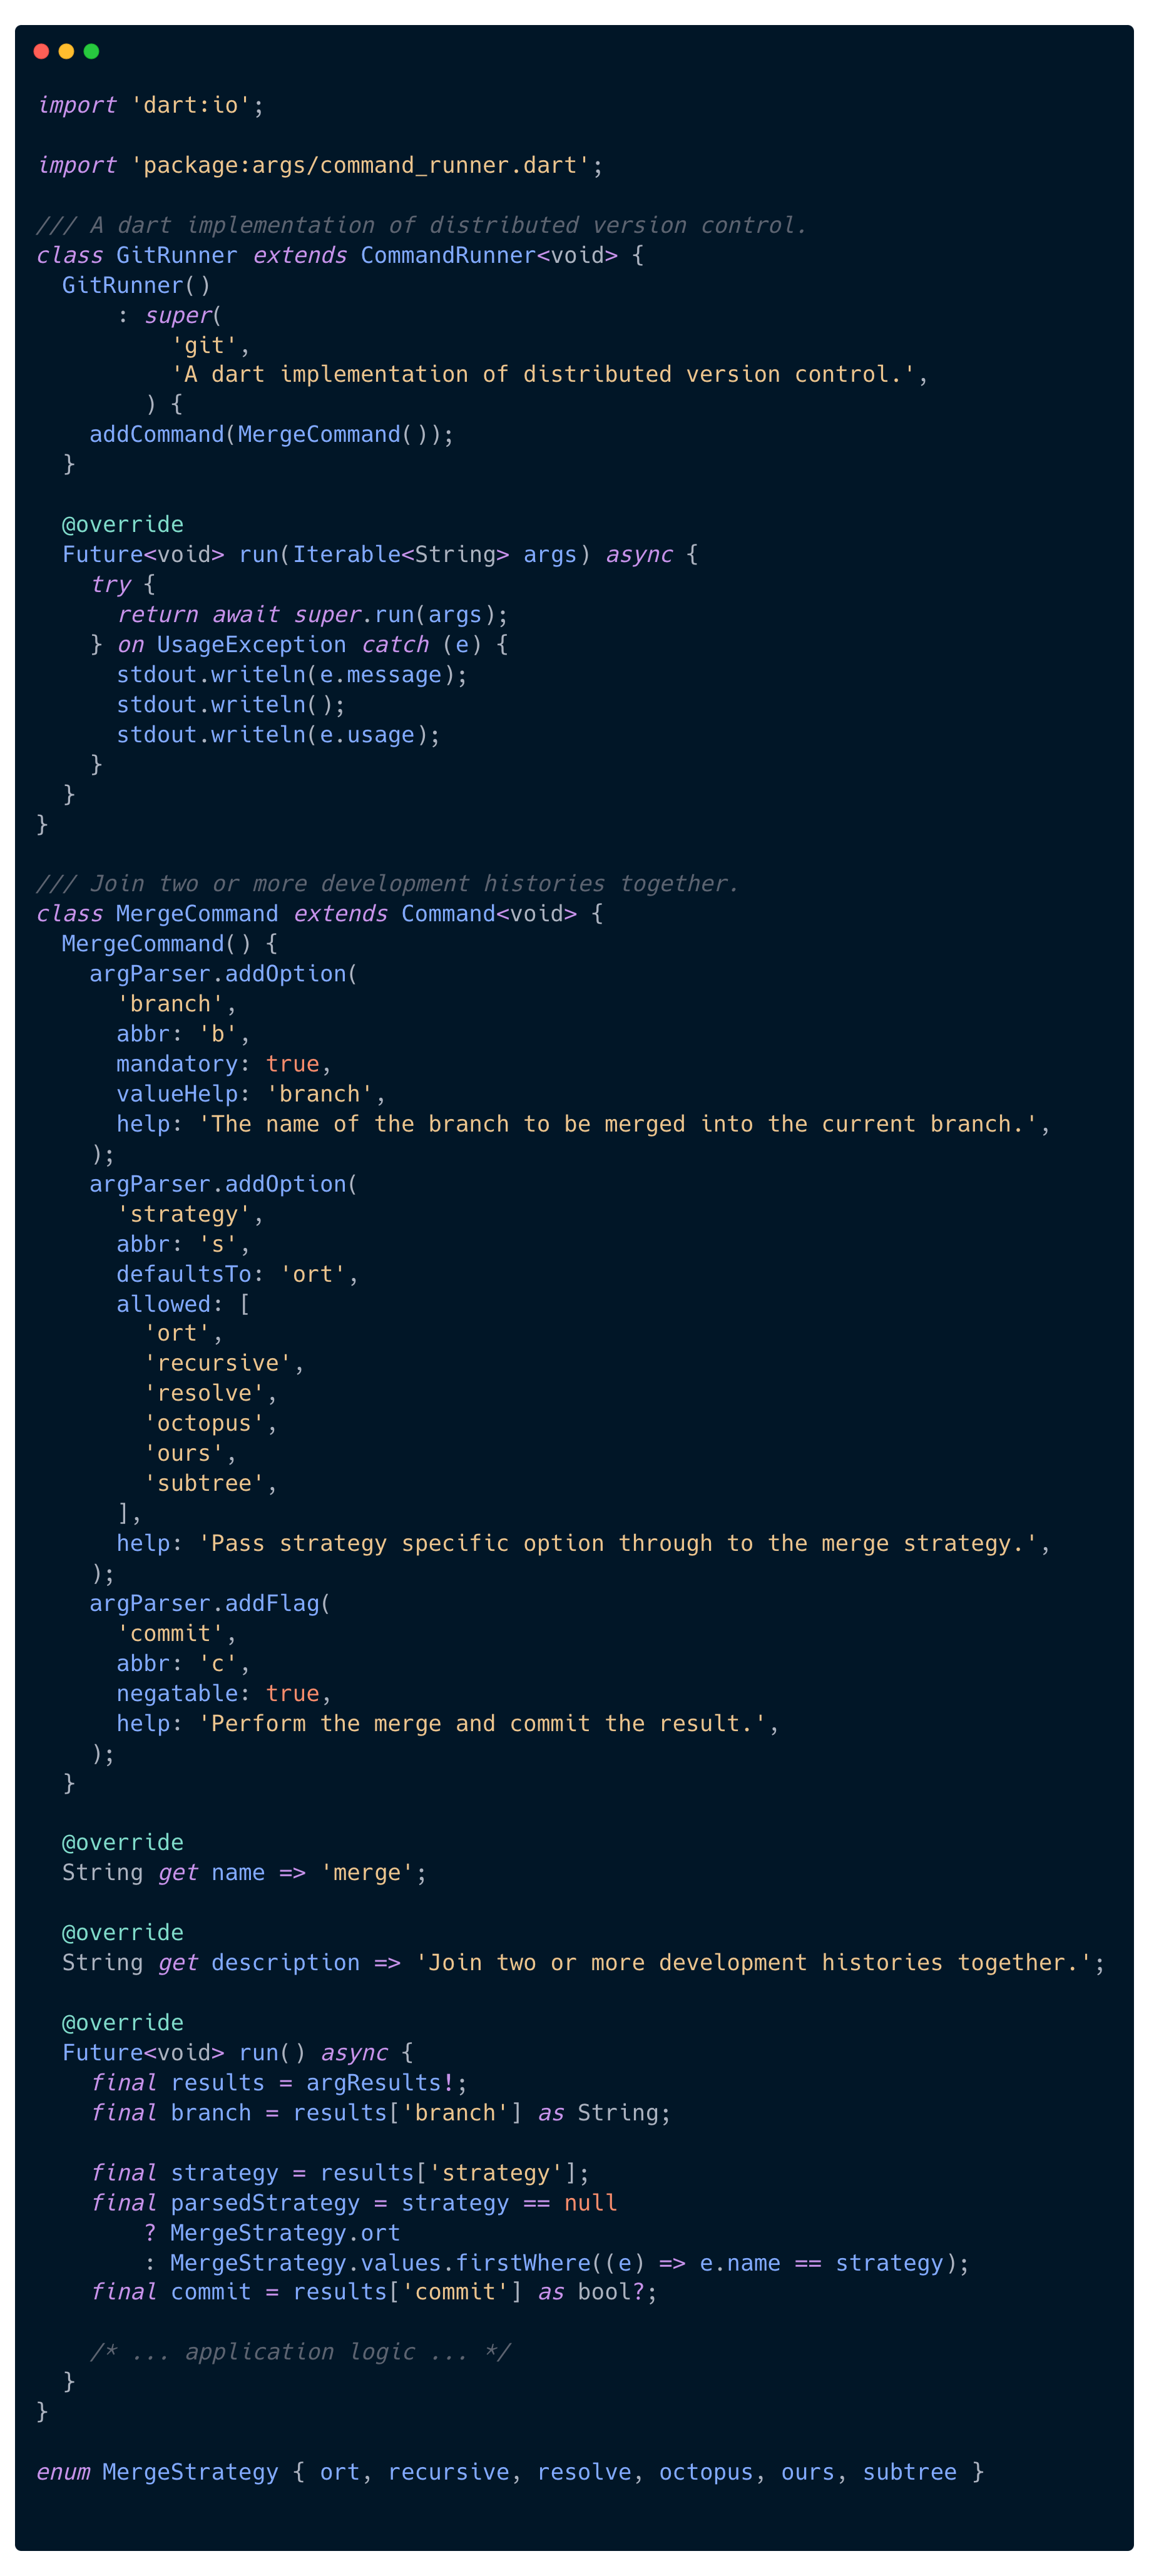 import 'dart:io';

import 'package:args/command_runner.dart';

/// A dart implementation of distributed version control.
class GitRunner extends CommandRunner<void> {
  GitRunner()
      : super(
          'git',
          'A dart implementation of distributed version control.',
        ) {
    addCommand(MergeCommand());
  }

  @override
  Future<void> run(Iterable<String> args) async {
    try {
      return await super.run(args);
    } on UsageException catch (e) {
      stdout.writeln(e.message);
      stdout.writeln();
      stdout.writeln(e.usage);
    }
  }
}

/// Join two or more development histories together.
class MergeCommand extends Command<void> {
  MergeCommand() {
    argParser.addOption(
      'branch',
      abbr: 'b',
      mandatory: true,
      valueHelp: 'branch',
      help: 'The name of the branch to be merged into the current branch.',
    );
    argParser.addOption(
      'strategy',
      abbr: 's',
      defaultsTo: 'ort',
      allowed: [
        'ort',
        'recursive',
        'resolve',
        'octopus',
        'ours',
        'subtree',
      ],
      help: 'Pass strategy specific option through to the merge strategy.',
    );
    argParser.addFlag(
      'commit',
      abbr: 'c',
      negatable: true,
      help: 'Perform the merge and commit the result.',
    );
  }

  @override
  String get name => 'merge';

  @override
  String get description => 'Join two or more development histories together.';

  @override
  Future<void> run() async {
    final results = argResults!;
    final branch = results['branch'] as String;

    final strategy = results['strategy'];
    final parsedStrategy = strategy == null
        ? MergeStrategy.ort
        : MergeStrategy.values.firstWhere((e) => e.name == strategy);
    final commit = results['commit'] as bool?;

    /* ... application logic ... */
  }
}

enum MergeStrategy { ort, recursive, resolve, octopus, ours, subtree }